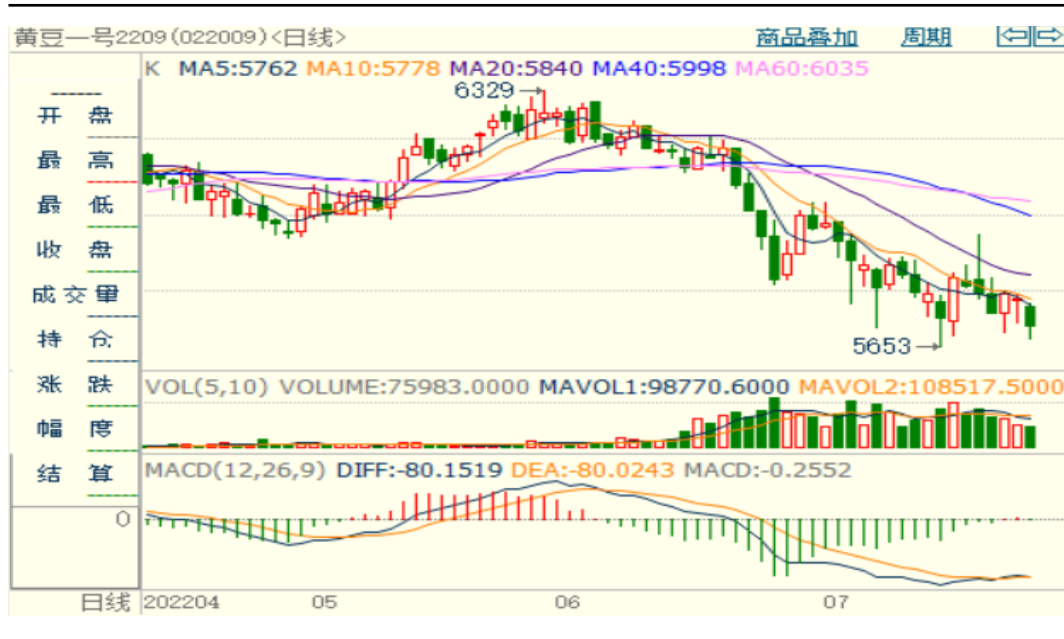 黄豆一号2209(022009)<日线> 商品叠加 周期
K MA5:5762 MA10:5778 MA20:5840 MA40:5998 MA60:6035
6329
开 盘
最 高
最 低
收 盘
成交量
持 仓
涨 跌
幅 度
结 算
5653
VOL(5,10) VOLUME:75983.0000 MAVOL1:98770.6000 MAVOL2:108517.5000
MACD(12,26,9) DIFF:-80.1519 DEA:-80.0243 MACD:-0.2552
0
日线 202204 05 06 07